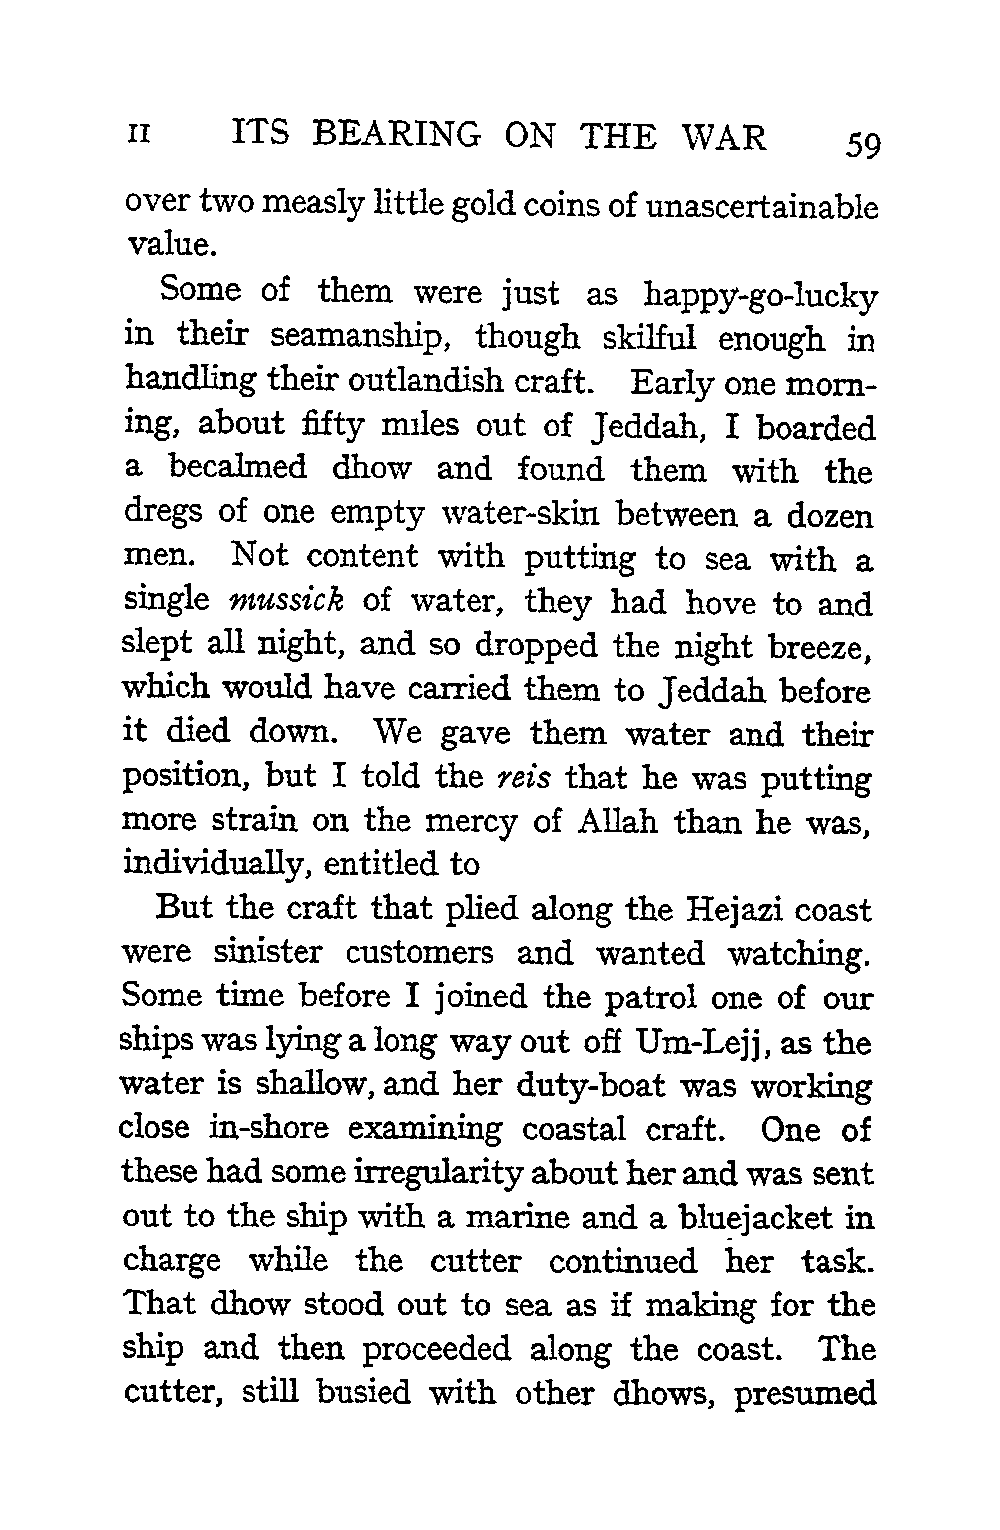 II ITS BEARING ON THE WAR 59
over two measly little gold coins of unascertainable
value.
Some of them were just as happy-go-lucky
in their seamanship, though skilful enough in
handling their outlandish craft. Early one morn-
ing, about fifty miles out of Jeddah, I boarded
a becalmed dhow and found them with the
dregs of one empty water-skin between a dozen
men. Not content with putting to sea with a
single mussick of water, they had hove to and
slept all night, and so dropped the night breeze,
which would have carried them to Jeddah before
it died down. We gave them water and their
position, but I told the reis that he was putting
more strain on the mercy of Allah than he was,
individually, entitled to
But the craft that plied along the Hejazi coast
were sinister customers and wanted watching.
Some time before I joined the patrol one of our
ships was lying a long way out off Um-Lejj, as the
water is shallow, and her duty-boat was working
close in-shore examining coastal craft. One of
these had some irregularity about her and was sent
out to the ship with a marine and a bluejacket in
charge while the cutter continued her task.
That dhow stood out to sea as if making for the
ship and then proceeded along the coast. The
cutter, still busied with other dhows, presumed